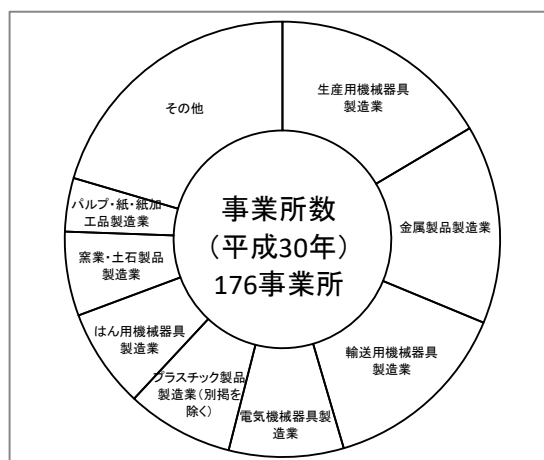 生産用機械器具
製造業
金属製品製造業
輸送用機械器具
製造業
電気機械器具製
造業
プラスチック製品
製造業（別掲を
除く）
はん用機械器具
製造業
窯業・土石製品
製造業
パルプ・紙・紙加
工品製造業
その他
事業所数
（平成30年）
176事業所